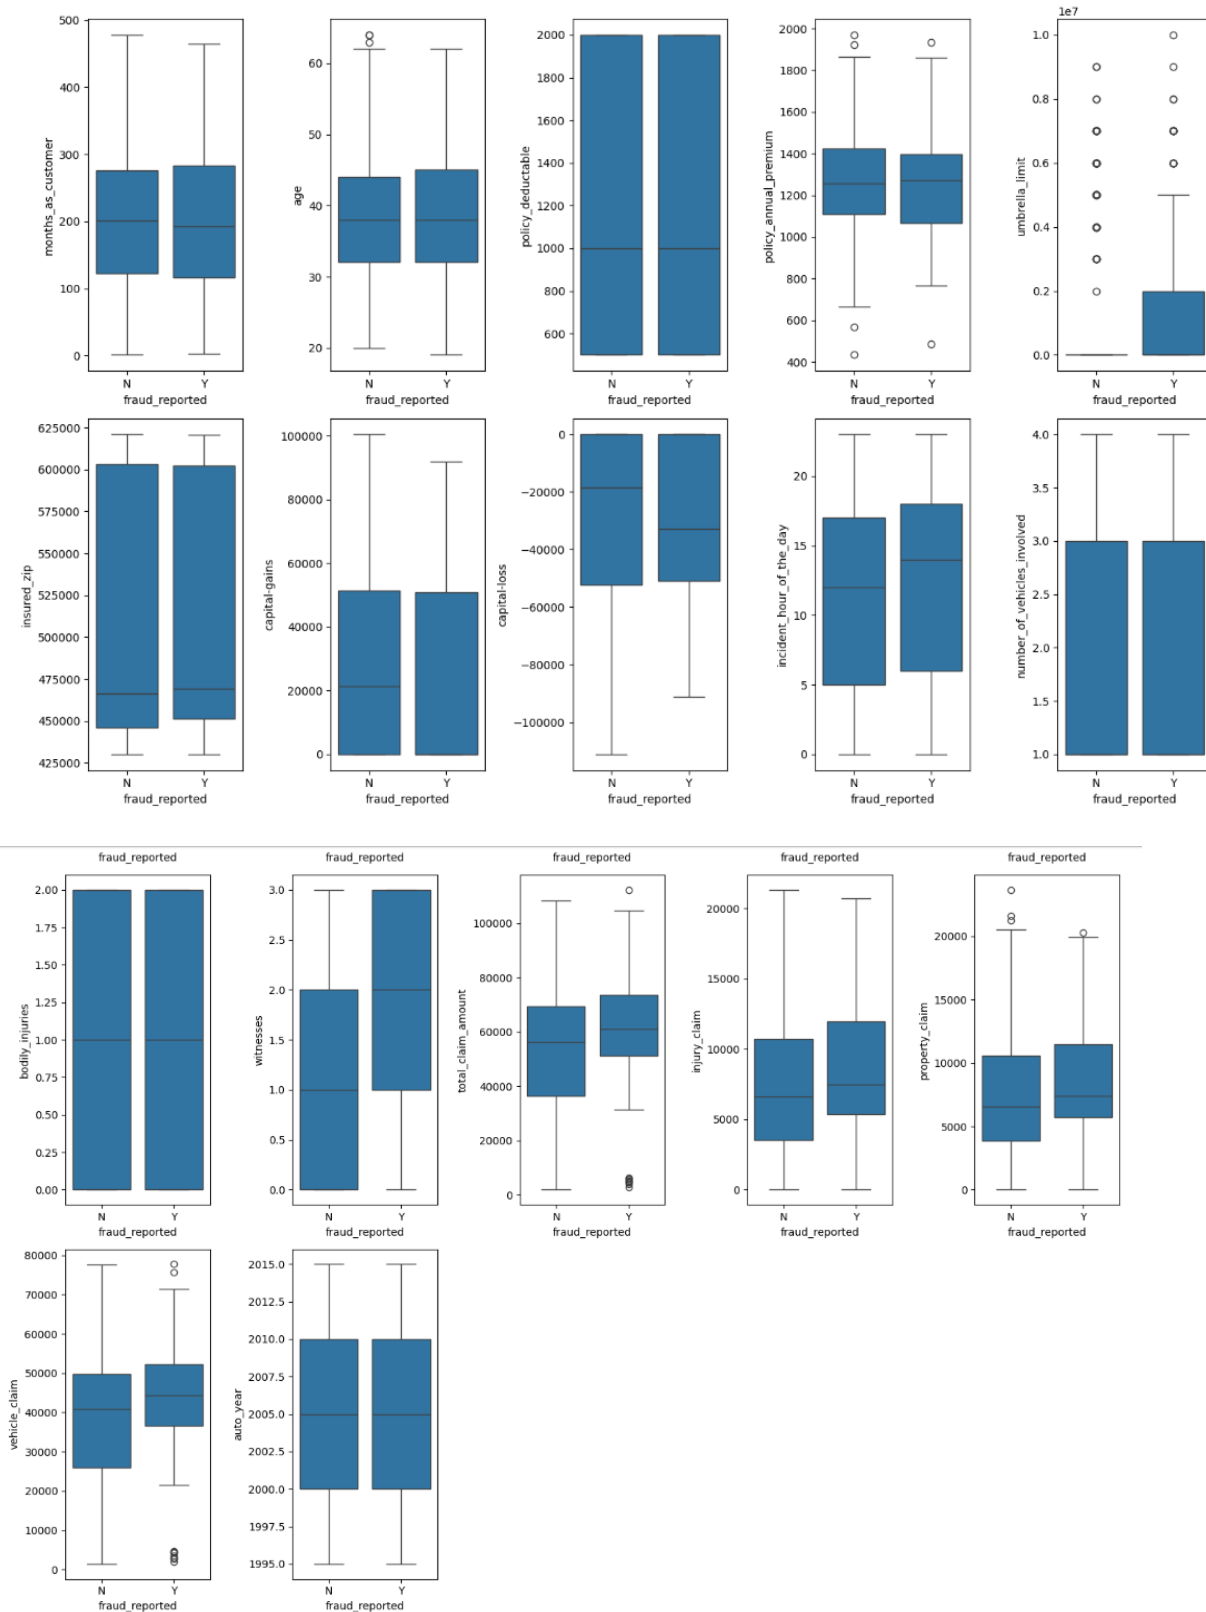 1e7
months_as_customer
500
400
300
200
100
0
N Y
fraud_reported
age
60
50
40
30
20
N Y
fraud_reported
policy_deductable
2000
1800
1600
1400
1200
1000
800
600
N Y
fraud_reported
policy_annual_premium
2000
1800
1600
1400
1200
1000
800
600
400
N Y
fraud_reported
umbrella_limit
1.0
0.8
0.6
0.4
0.2
0.0
N Y
fraud_reported
insured_zip
625000
600000
575000
550000
525000
500000
475000
450000
425000
N Y
fraud_reported
capital-gains
100000
80000
60000
40000
20000
0
N Y
fraud_reported
capital-loss
0
−20000
−40000
−60000
−80000
−100000
N Y
fraud_reported
incident_hour_of_the_day
20
15
10
5
0
N Y
fraud_reported
number_of_vehicles_involved
4.0
3.5
3.0
2.5
2.0
1.5
1.0
N Y
fraud_reported
fraud_reported
fraud_reported
fraud_reported
fraud_reported
fraud_reported
bodily_injuries
2.00
1.75
1.50
1.25
1.00
0.75
0.50
0.25
0.00
N Y
fraud_reported
witnesses
3.0
2.5
2.0
1.5
1.0
0.5
0.0
N Y
fraud_reported
total_claim_amount
100000
80000
60000
40000
20000
0
N Y
fraud_reported
injury_claim
20000
15000
10000
5000
0
N Y
fraud_reported
property_claim
20000
15000
10000
5000
0
N Y
fraud_reported
vehicle_claim
80000
70000
60000
50000
40000
30000
20000
10000
0
N Y
fraud_reported
auto_year
2015.0
2012.5
2010.0
2007.5
2005.0
2002.5
2000.0
1997.5
1995.0
N Y
fraud_reported